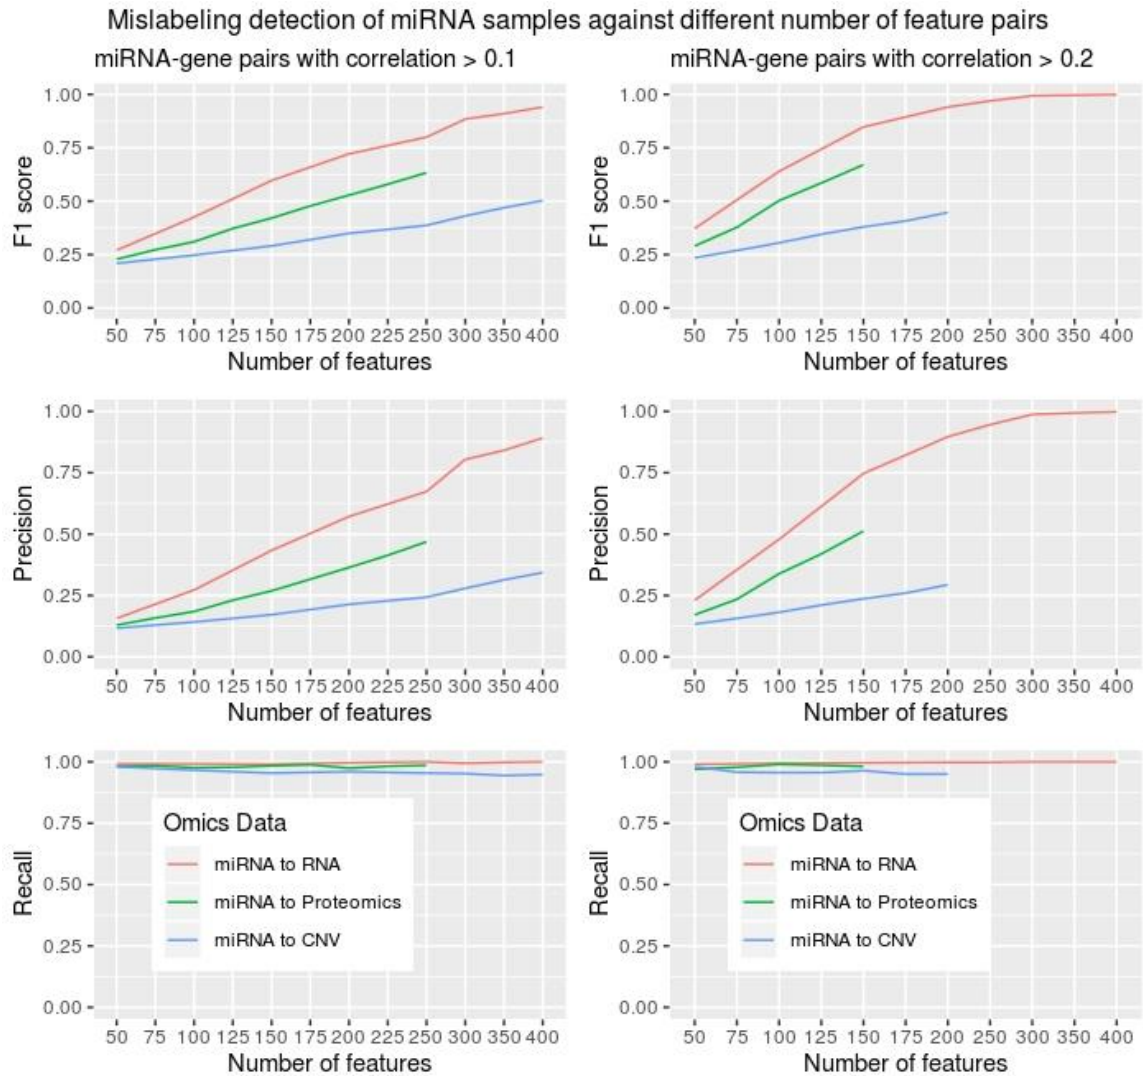 Mislabeling detection of miRNA samples against different number of feature pairs
miRNA-gene pairs with correlation > 0.1
1.00
0.75
0.50
0.25
0.00
F1 score
50 75 100 125 150 175 200 225 250 300 350 400
Number of features
miRNA-gene pairs with correlation > 0.2
1.00
0.75
0.50
0.25
0.00
F1 score
50 75 100 125 150 175 200 250 300 350 400
Number of features
1.00
0.75
0.50
0.25
0.00
Precision
50 75 100 125 150 175 200 225 250 300 350 400
Number of features
1.00
0.75
0.50
0.25
0.00
Precision
50 75 100 125 150 175 200 250 300 350 400
Number of features
1.00
0.75
0.50
0.25
0.00
Recall
Omics Data
miRNA to RNA
miRNA to Proteomics
miRNA to CNV
50 75 100 125 150 175 200 225 250 300 350 400
Number of features
1.00
0.75
0.50
0.25
0.00
Recall
Omics Data
miRNA to RNA
miRNA to Proteomics
miRNA to CNV
50 75 100 125 150 175 200 250 300 350 400
Number of features